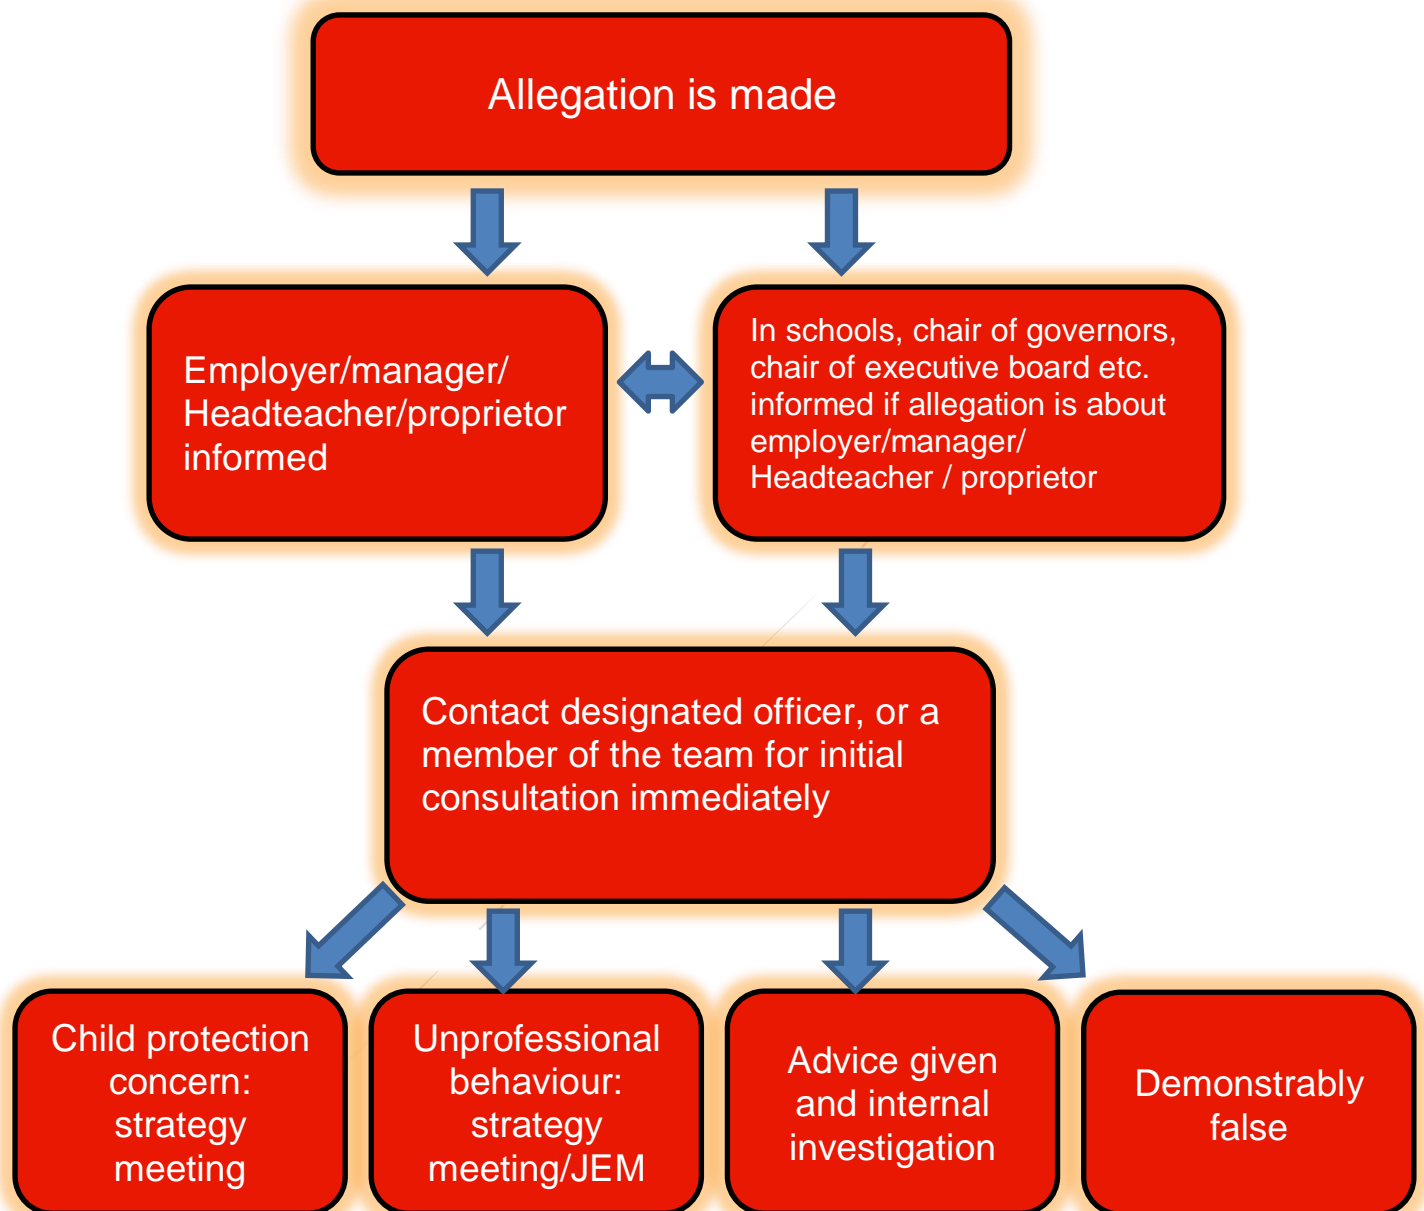 Allegation is made
Employer/manager/
Headteacher/proprietor
informed
In schools, chair of governors,
chair of executive board etc.
informed if allegation is about
employer/manager/
Headteacher / proprietor
Contact designated officer, or a
member of the team for initial
consultation immediately
Child protection
concern:
strategy
meeting
Unprofessional
behaviour:
strategy
meeting/JEM
Advice given
and internal
investigation
Demonstrably
false